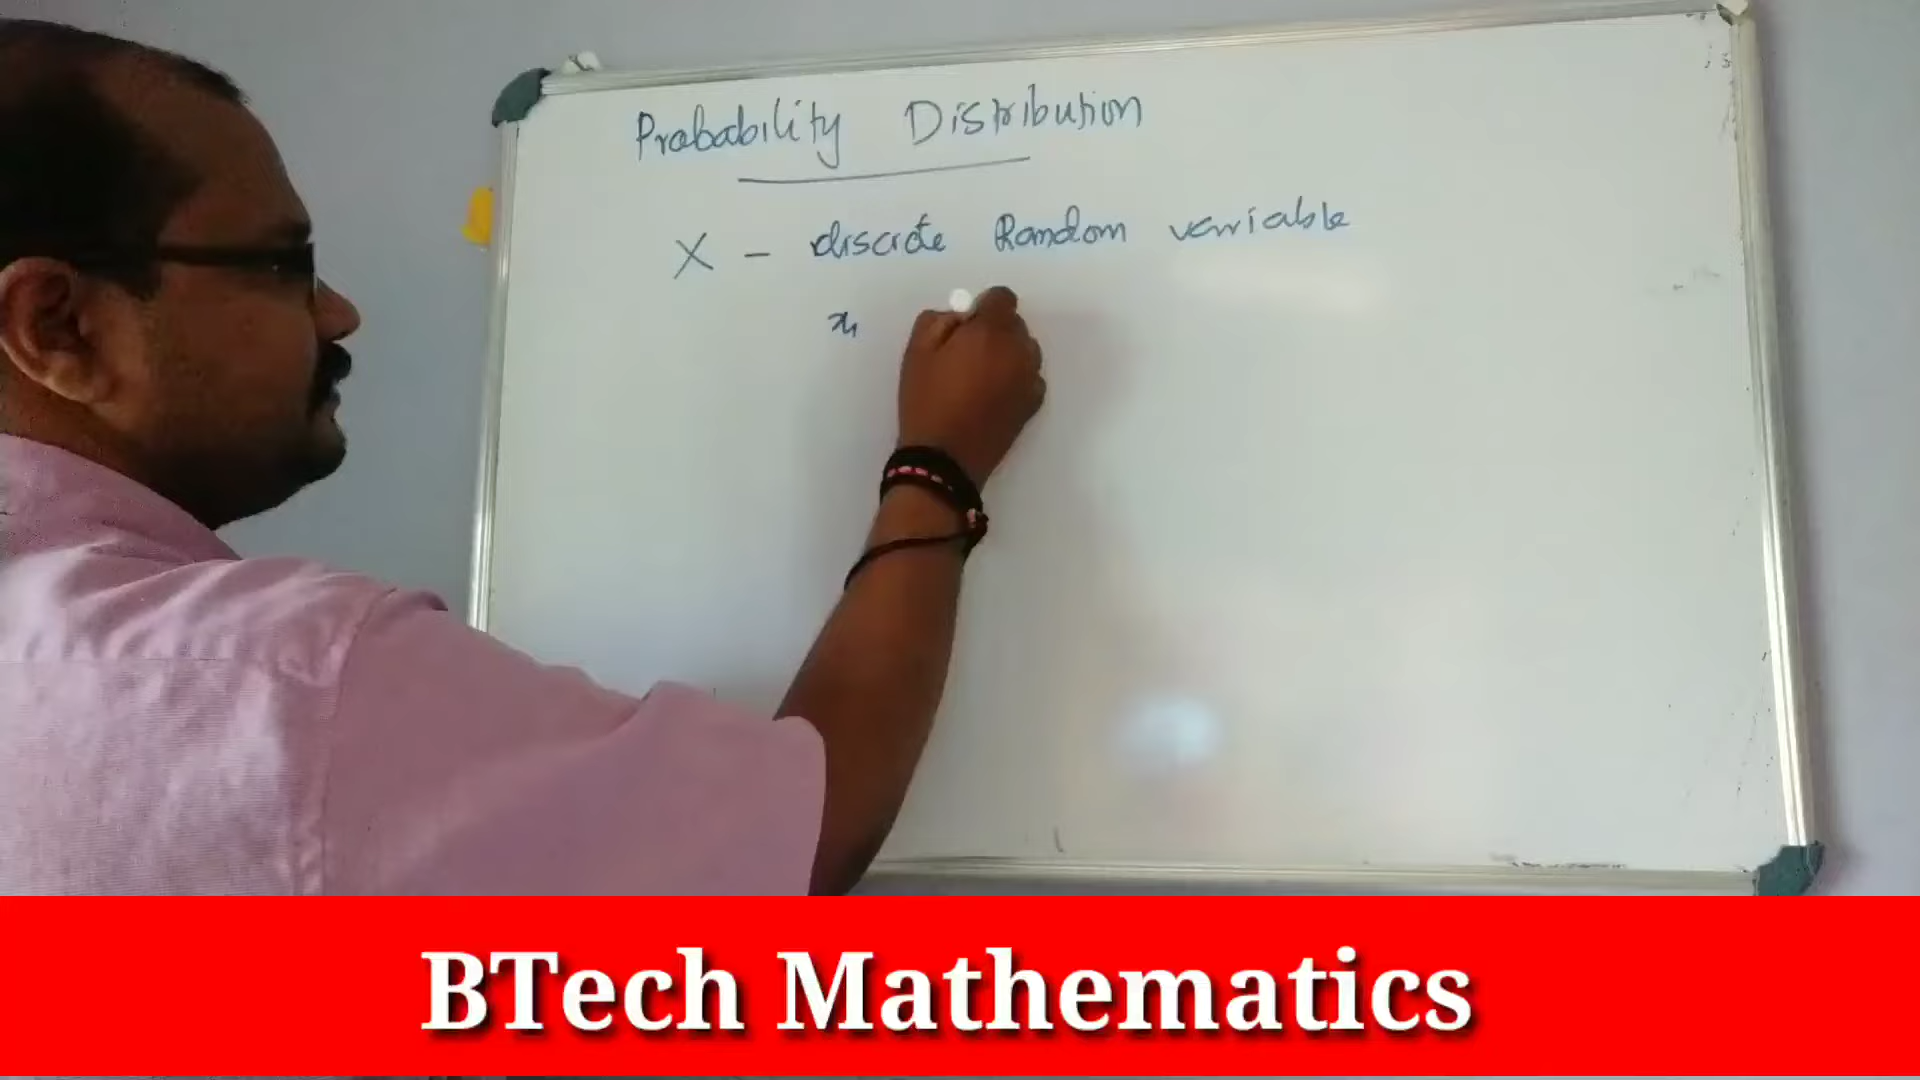 Probability Distribution
X - discrete Random variable
x₁
BTech Mathematics